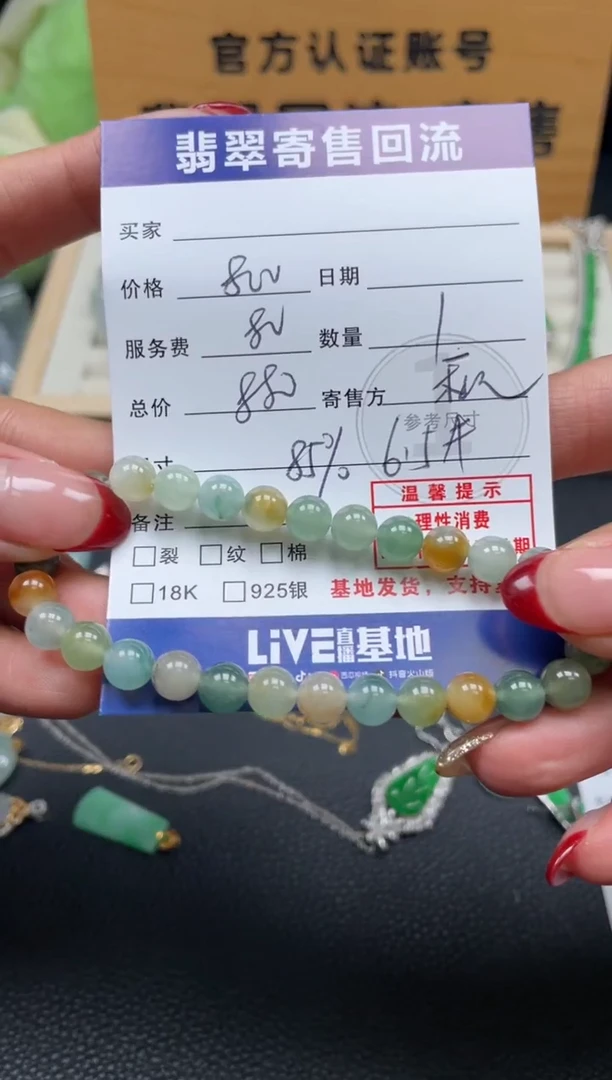 官方认证账号
翡翠寄售回流
买家
价格 800 日期
服务费 80 数量 1
总价 880 寄售方
参考尺寸
85% 6.5
温馨提示
备注 理性消费
□裂 □纹 □棉 期
□18K □925银 基地发货，支持
LiVE直播基地